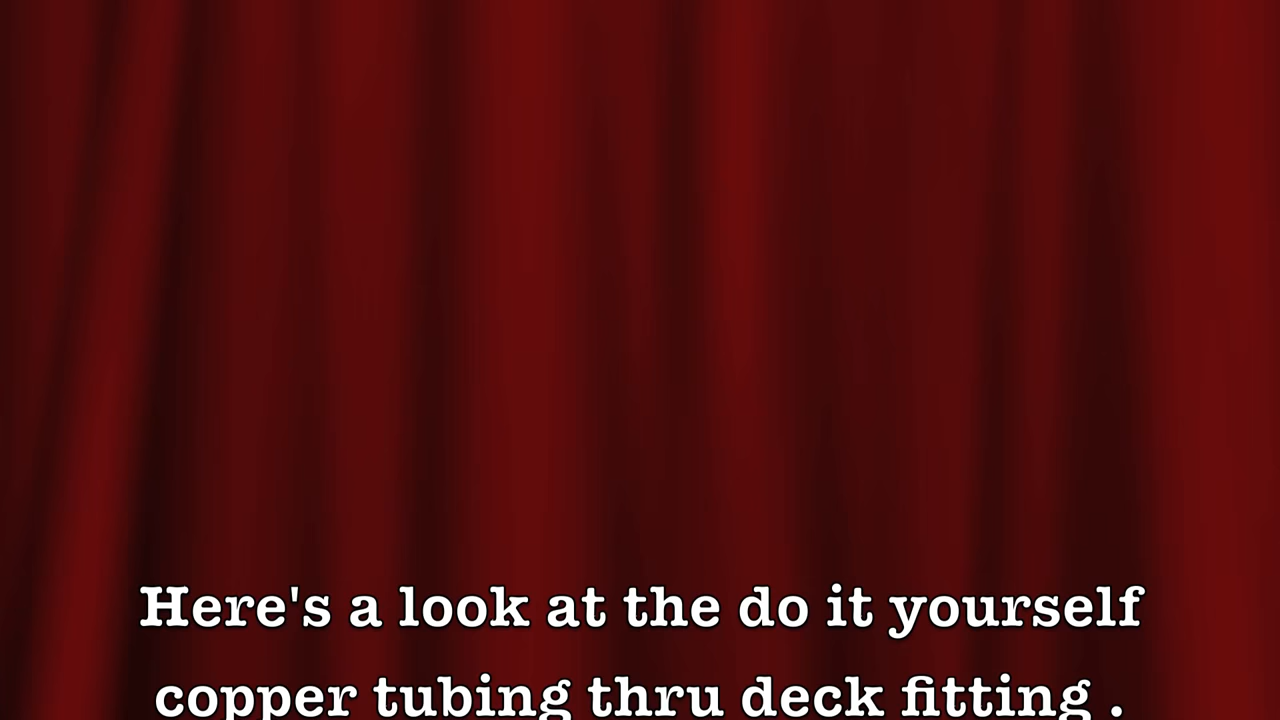 Here's a look at the do it yourself
copper tubing thru deck fitting .